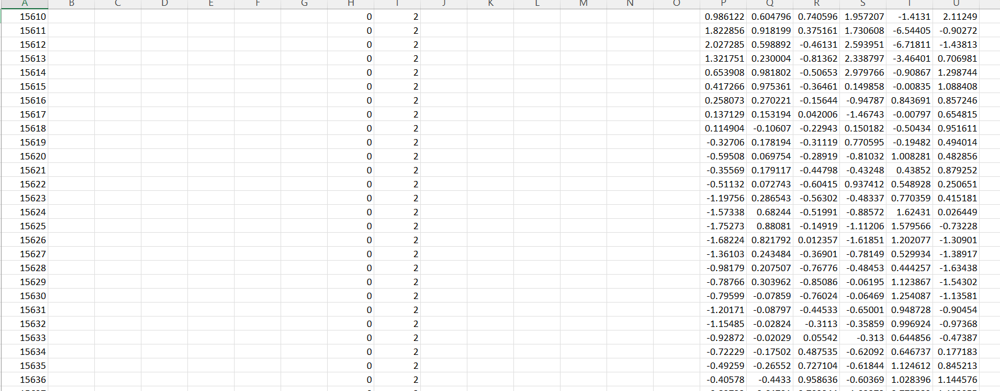 A B C D E F G H I J K L M N O P Q R S T U
15610 0 2 0.986122 0.604796 0.740596 1.957207 -1.4131 2.11249
15611 0 2 1.822856 0.918199 0.375161 1.730608 -6.54405 -0.90272
15612 0 2 2.027285 0.598892 -0.46131 2.593951 -6.71811 -1.43813
15613 0 2 1.321751 0.230004 -0.81362 2.338797 -3.46401 0.706981
15614 0 2 0.653908 0.981802 -0.50653 2.979766 -0.90867 1.298744
15615 0 2 0.417266 0.975361 -0.36461 0.149858 -0.00835 1.088408
15616 0 2 0.258073 0.270221 -0.15644 -0.94787 0.843691 0.857246
15617 0 2 0.137129 0.153194 0.042006 -1.46743 -0.00797 0.654815
15618 0 2 0.114904 -0.10607 -0.22943 0.150182 -0.50434 0.951611
15619 0 2 -0.32706 0.178194 -0.31119 0.770595 -0.19482 0.494014
15620 0 2 -0.59508 0.069754 -0.28919 -0.81032 1.008281 0.482856
15621 0 2 -0.35569 0.179117 -0.44798 -0.43248 0.43852 0.879252
15622 0 2 -0.51132 0.072743 -0.60415 0.937412 0.548928 0.250651
15623 0 2 -1.19756 0.286543 -0.56302 -0.48337 0.770359 0.415181
15624 0 2 -1.57338 0.68244 -0.51991 -0.88572 1.62431 0.026449
15625 0 2 -1.75273 0.88081 -0.14919 -1.11206 1.579566 -0.73228
15626 0 2 -1.68224 0.821792 0.012357 -1.61851 1.202077 -1.30901
15627 0 2 -1.36103 0.243484 -0.36901 -0.78149 0.529934 -1.38917
15628 0 2 -0.98179 0.207507 -0.76776 -0.48453 0.444257 -1.63438
15629 0 2 -0.78766 0.303962 -0.85086 -0.06195 1.123867 -1.54302
15630 0 2 -0.79599 -0.07859 -0.76024 -0.06469 1.254087 -1.13581
15631 0 2 -1.20171 -0.08797 -0.44533 -0.65001 0.948728 -0.90454
15632 0 2 -1.15485 -0.02824 -0.3113 -0.35859 0.996924 -0.97368
15633 0 2 -0.92872 -0.02029 0.05542 -0.313 0.644856 -0.47387
15634 0 2 -0.72229 -0.17502 0.487535 -0.62092 0.646737 0.177183
15635 0 2 -0.49259 -0.26552 0.727104 -0.61844 1.124612 0.845213
15636 0 2 -0.40578 -0.4433 0.958636 -0.60369 1.028396 1.144576